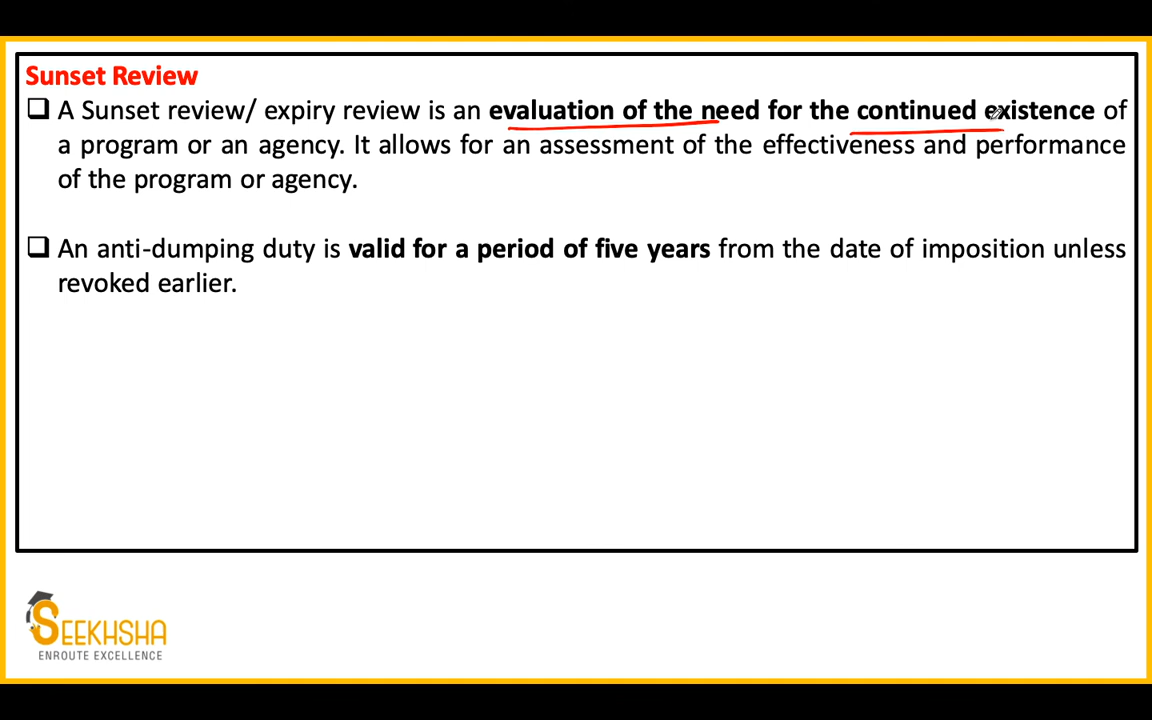 Sunset Review
❑ A Sunset review/ expiry review is an evaluation of the need for the continued existence of
a program or an agency. It allows for an assessment of the effectiveness and performance
of the program or agency.
❑ An anti-dumping duty is valid for a period of five years from the date of imposition unless
revoked earlier.
SEEKHSHA
ENROUTE EXCELLENCE